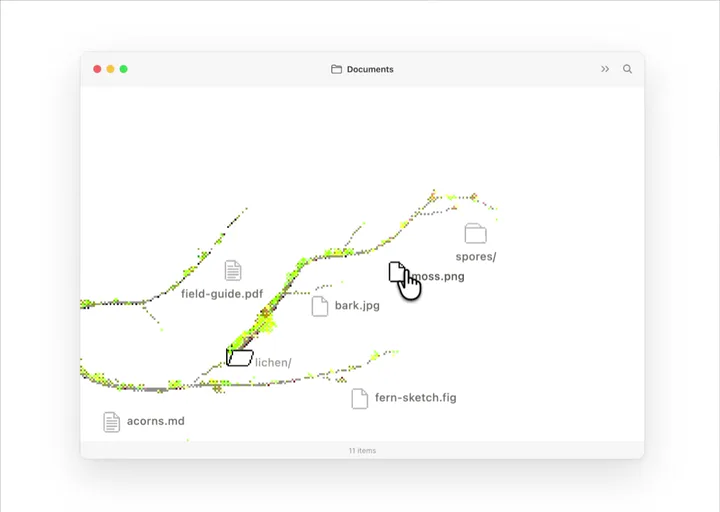 Documents
spores/
moss.png
field-guide.pdf
bark.jpg
lichen/
fern-sketch.fig
acorns.md
11 items